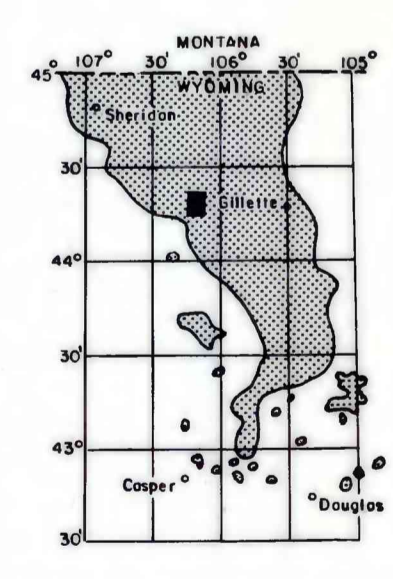 MONTANA
107° 30' 106° 30' 105°
45°
WYOMING
Sheridan
30'
Gillette
44°
30'
43°
Casper
Douglas
30'